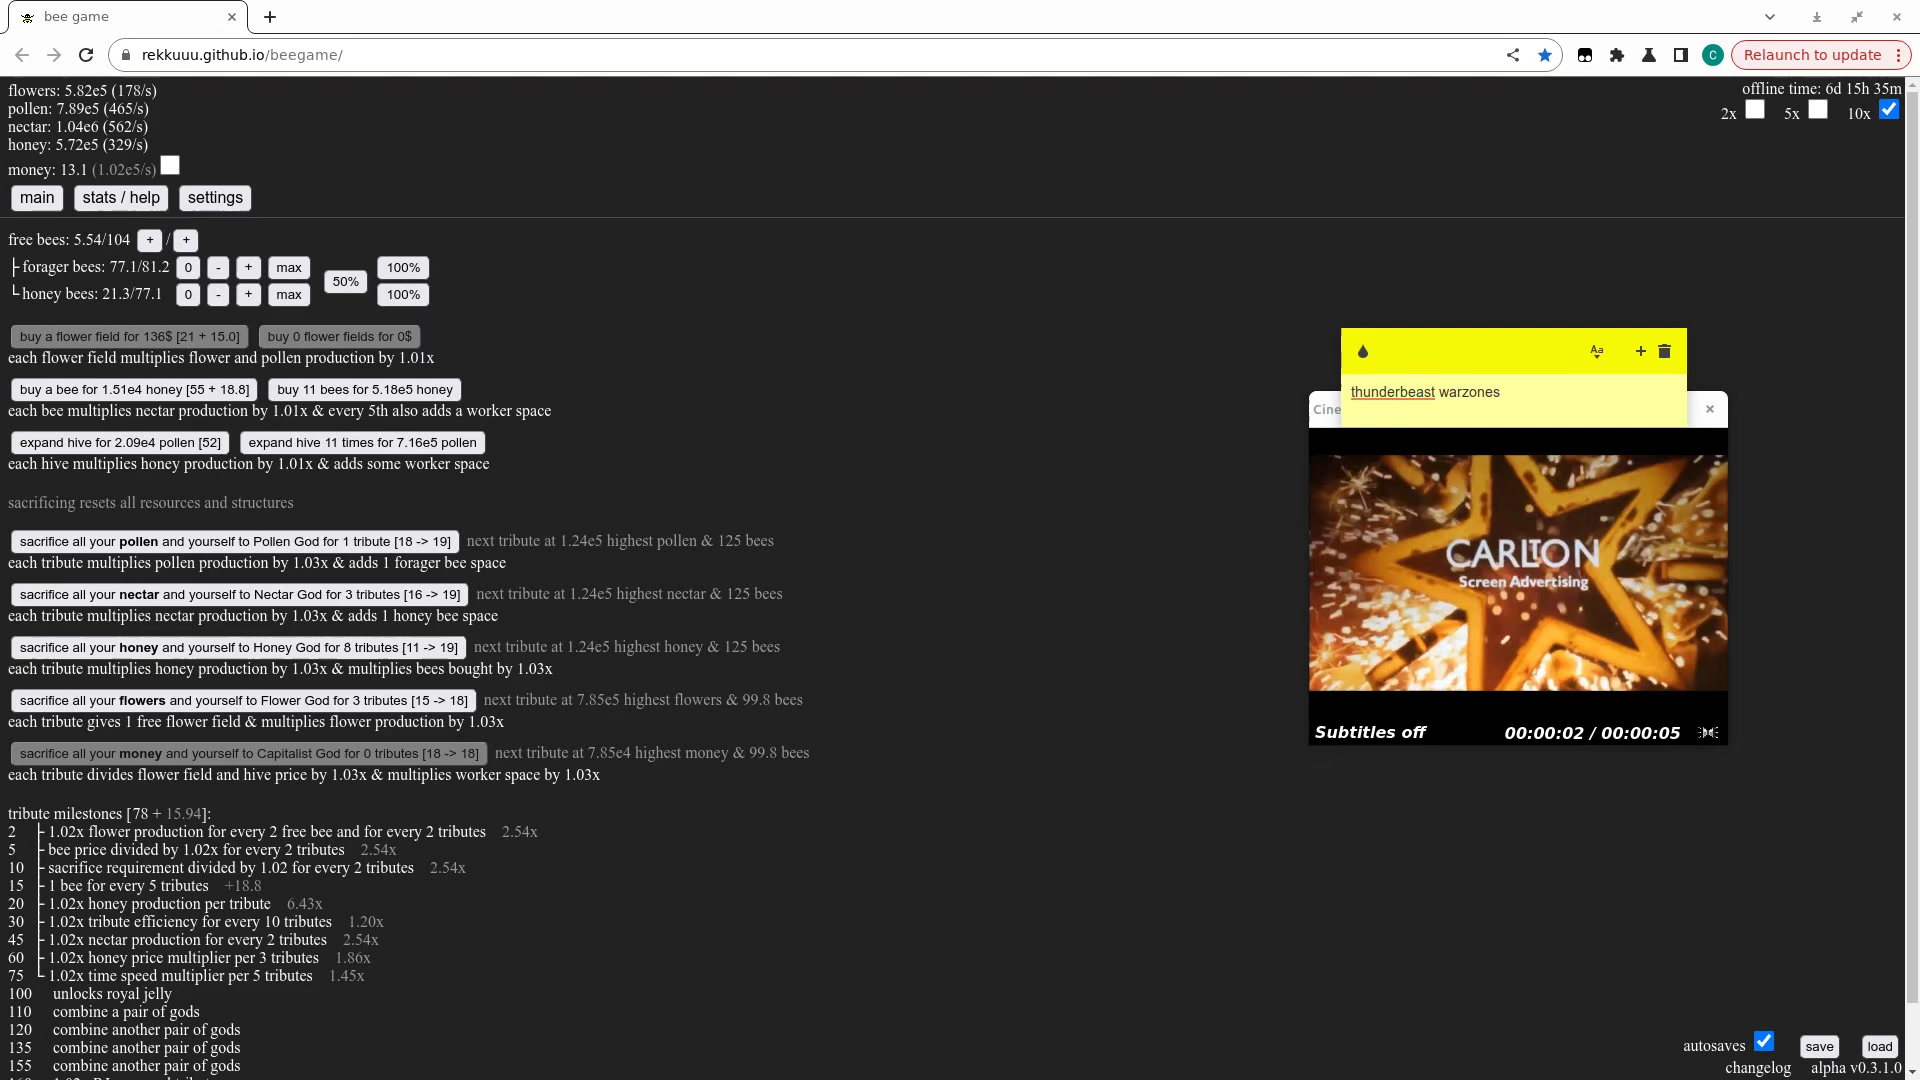 bee game
rekkuuu.github.io/beegame/
C
Relaunch to update
flowers: 5.82e5 (178/s)
pollen: 7.89e5 (465/s)
nectar: 1.04e6 (562/s)
honey: 5.72e5 (329/s)
money: 13.1 (1.02e5/s)
offline time: 6d 15h 35m
2x 5x 10x
main stats / help settings
free bees: 5.54/104 + / +
├ forager bees: 77.1/81.2 0 - + max 50% 100%
└ honey bees: 21.3/77.1 0 - + max 100%
buy a flower field for 136$ [21 + 15.0] buy 0 flower fields for 0$
each flower field multiplies flower and pollen production by 1.01x
buy a bee for 1.51e4 honey [55 + 18.8] buy 11 bees for 5.18e5 honey
each bee multiplies nectar production by 1.01x & every 5th also adds a worker space
expand hive for 2.09e4 pollen [52] expand hive 11 times for 7.16e5 pollen
each hive multiplies honey production by 1.01x & adds some worker space
sacrificing resets all resources and structures
sacrifice all your pollen and yourself to Pollen God for 1 tribute [18 -> 19] next tribute at 1.24e5 highest pollen & 125 bees
each tribute multiplies pollen production by 1.03x & adds 1 forager bee space
sacrifice all your nectar and yourself to Nectar God for 3 tributes [16 -> 19] next tribute at 1.24e5 highest nectar & 125 bees
each tribute multiplies nectar production by 1.03x & adds 1 honey bee space
sacrifice all your honey and yourself to Honey God for 8 tributes [11 -> 19] next tribute at 1.24e5 highest honey & 125 bees
each tribute multiplies honey production by 1.03x & multiplies bees bought by 1.03x
sacrifice all your flowers and yourself to Flower God for 3 tributes [15 -> 18] next tribute at 7.85e5 highest flowers & 99.8 bees
each tribute gives 1 free flower field & multiplies flower production by 1.03x
sacrifice all your money and yourself to Capitalist God for 0 tributes [18 -> 18] next tribute at 7.85e4 highest money & 99.8 bees
each tribute divides flower field and hive price by 1.03x & multiplies worker space by 1.03x
tribute milestones [78 + 15.94]:
2 ├ 1.02x flower production for every 2 free bee and for every 2 tributes 2.54x
5 ├ bee price divided by 1.02x for every 2 tributes 2.54x
10 ├ sacrifice requirement divided by 1.02 for every 2 tributes 2.54x
15 ├ 1 bee for every 5 tributes +18.8
20 ├ 1.02x honey production per tribute 6.43x
30 ├ 1.02x tribute efficiency for every 10 tributes 1.20x
45 ├ 1.02x nectar production for every 2 tributes 2.54x
60 ├ 1.02x honey price multiplier per 3 tributes 1.86x
75 └ 1.02x time speed multiplier per 5 tributes 1.45x
100 unlocks royal jelly
110 combine a pair of gods
120 combine another pair of gods
135 combine another pair of gods
155 combine another pair of gods
Aa
thunderbeast warzones
Cine
CARLTON
Screen Advertising
Subtitles off 00:00:02 / 00:00:05
autosaves save load
changelog alpha v0.3.1.0